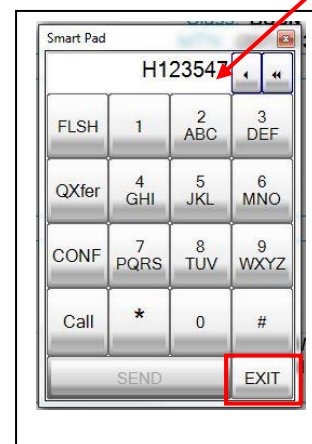 Smart Pad
H123547
FLSH 1 2 ABC 3 DEF
QXfer 4 GHI 5 JKL 6 MNO
CONF 7 PQRS 8 TUV 9 WXYZ
Call * 0 #
SEND EXIT